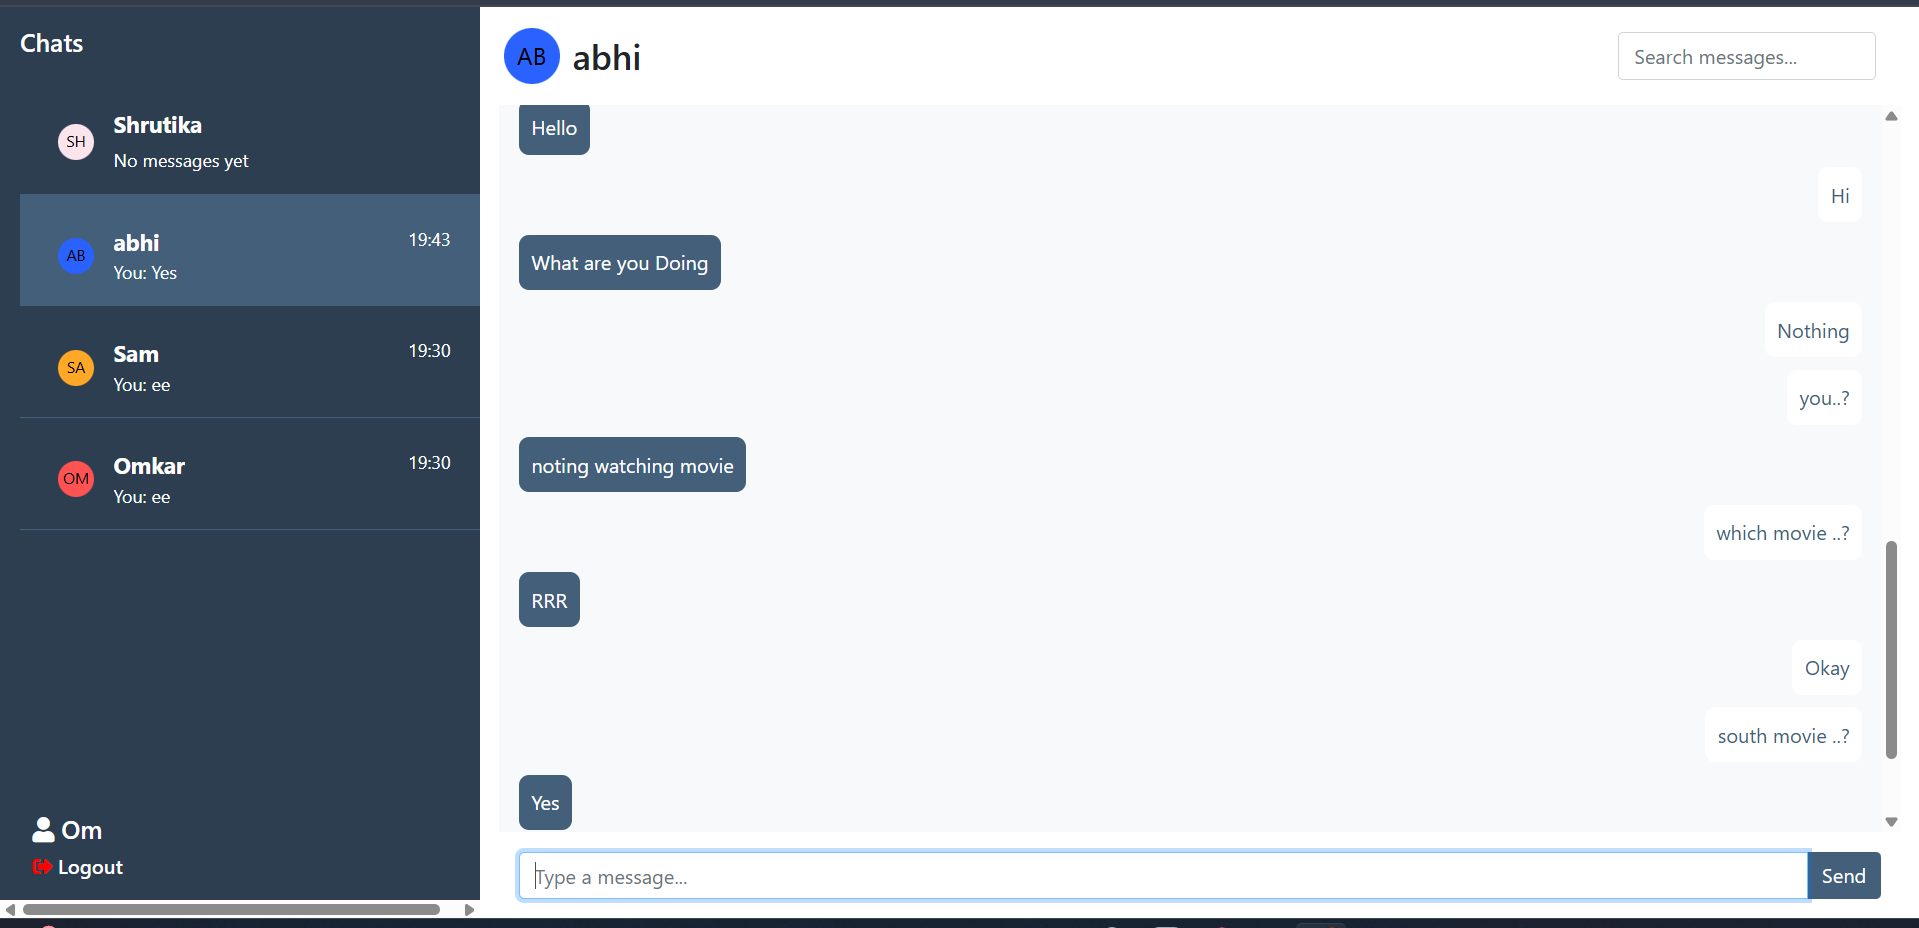 Chats
SH
Shrutika
No messages yet
AB
abhi
19:43
You: Yes
SA
Sam
19:30
You: ee
OM
Omkar
19:30
You: ee
Om
Logout
AB
abhi
Search messages...
Hello
Hi
What are you Doing
Nothing
you..?
noting watching movie
which movie ..?
RRR
Okay
south movie ..?
Yes
Type a message...
Send